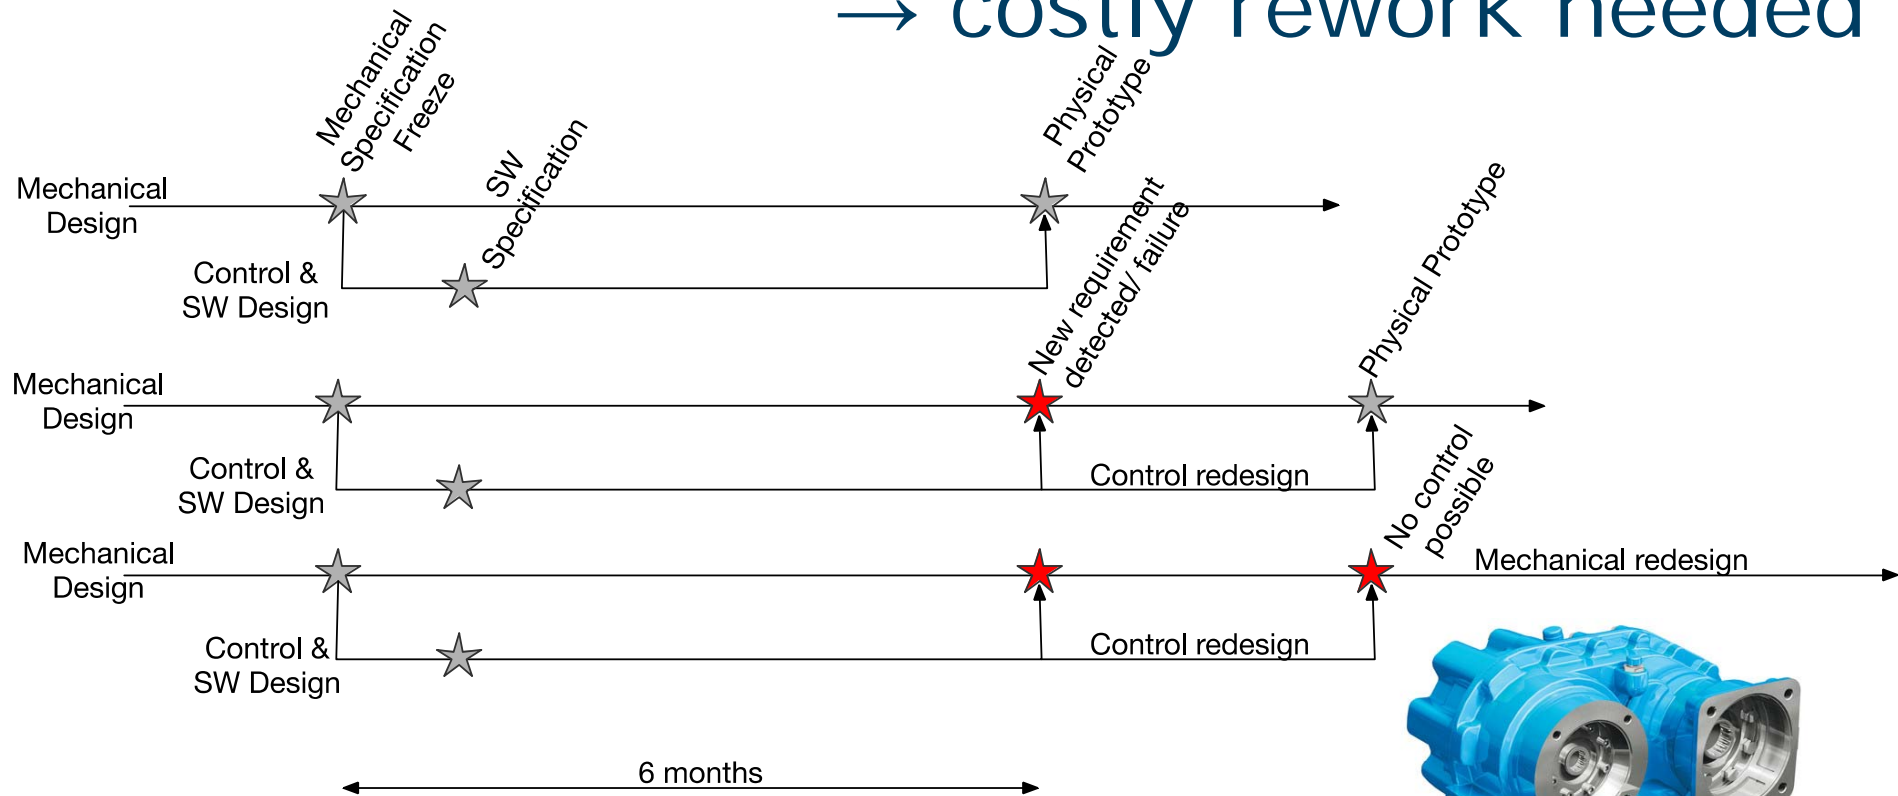 → costly rework needed
Mechanical
Specification
Freeze
SW
Specification
Physical
Prototype
Mechanical
Design
Control &
SW Design
New requirement
detected/ failure
Physical Prototype
Mechanical
Design
Control &
SW Design
Control redesign
No control
possible
Mechanical
Design
Mechanical redesign
Control &
SW Design
Control redesign
6 months